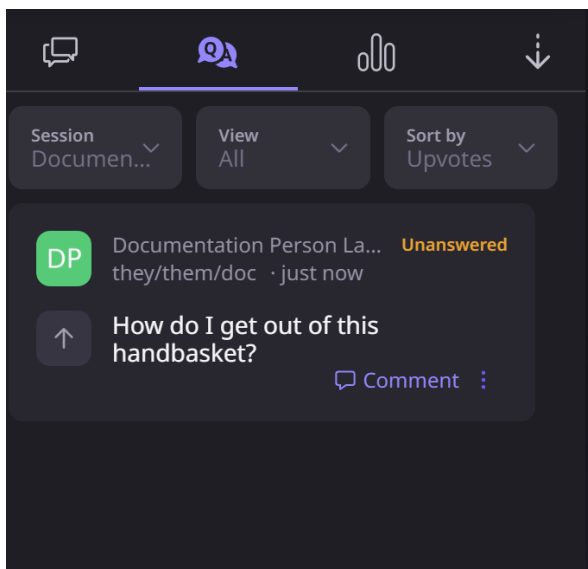 QA
Session
Documen...
View
All
Sort by
Upvotes
DP
Documentation Person La...
Unanswered
they/them/doc · just now
How do I get out of this
handbasket?
Comment